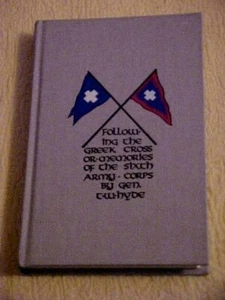 Follow-
ing the
Greek Cross
or·memories
of the sixth
Army·Corps
by Gen.
T·W·Hyde